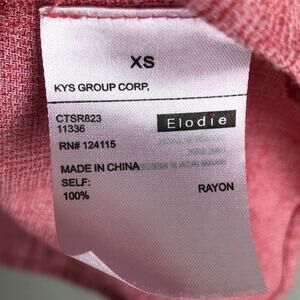 XS
KYS GROUP CORP.
CTSR823
11336
Elodie
RN# 124115
MADE IN CHINA
SELF:
100% RAYON